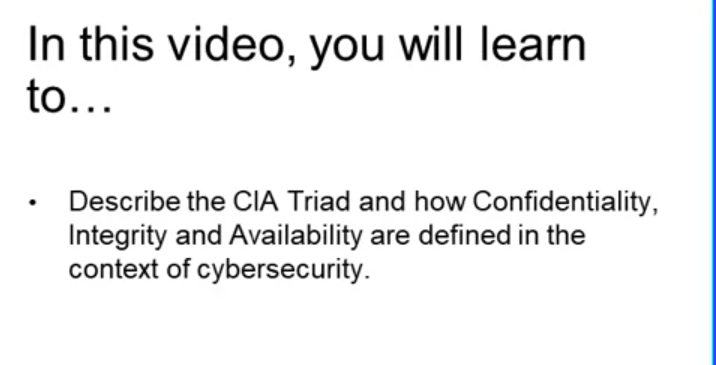 In this video, you will learn
to…
• Describe the CIA Triad and how Confidentiality,
Integrity and Availability are defined in the
context of cybersecurity.